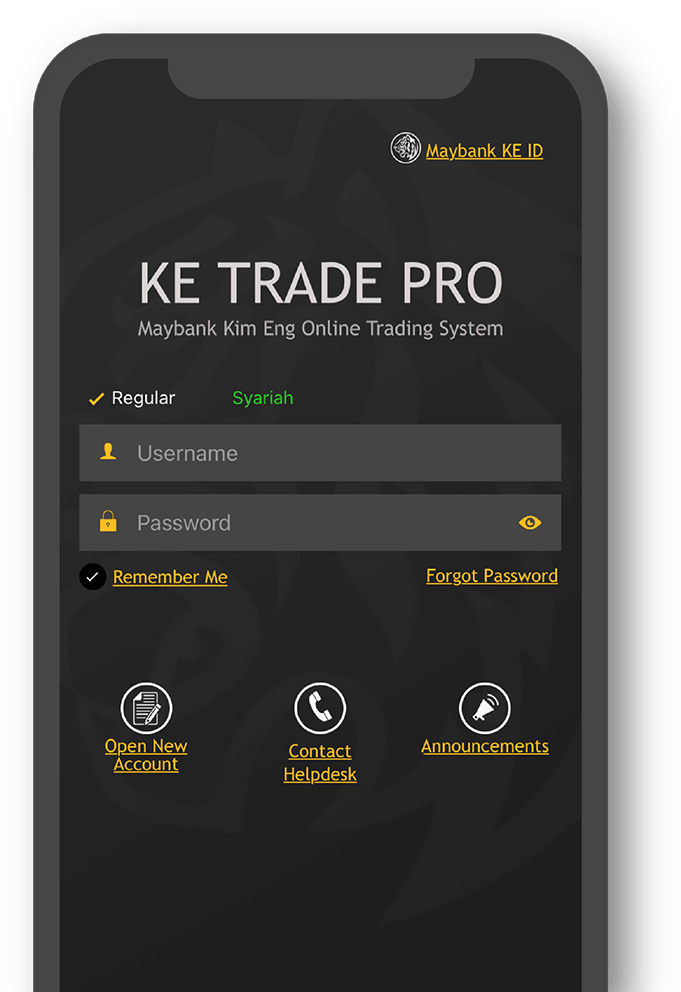 Maybank KE ID
KE TRADE PRO
Maybank Kim Eng Online Trading System
Regular Syariah
Username
Password
Remember Me Forgot Password
Open New
Account
Contact
Helpdesk
Announcements